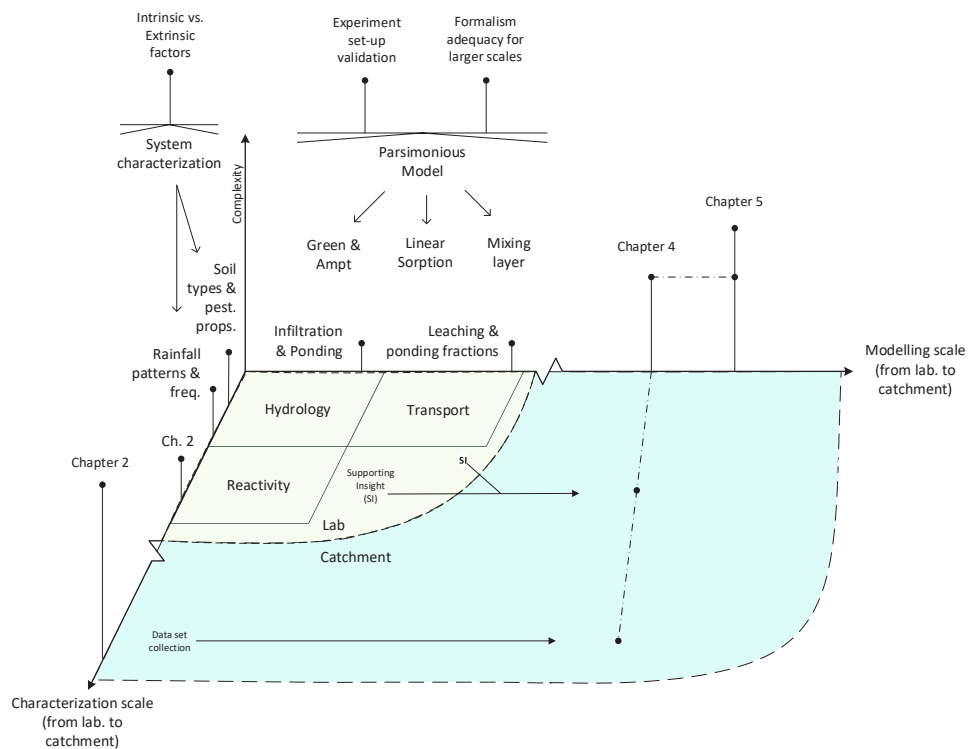 Intrinsic vs.
Extrinsic
factors
Experiment
set-up
validation
Formalism
adequacy for
larger scales
System
characterization
Parsimonious
Model
Complexity
Green &
Ampt
Linear
Sorption
Mixing
layer
Chapter 5
Chapter 4
Soil
types &
pest.
props.
Rainfall
patterns &
freq.
Infiltration
& Ponding
Leaching &
ponding fractions
Modelling scale
(from lab. to
catchment)
Hydrology
Transport
Ch. 2
Chapter 2
Reactivity
Supporting
Insight
(SI)
SI
Lab
Catchment
Data set
collection
Characterization scale
(from lab. to
catchment)